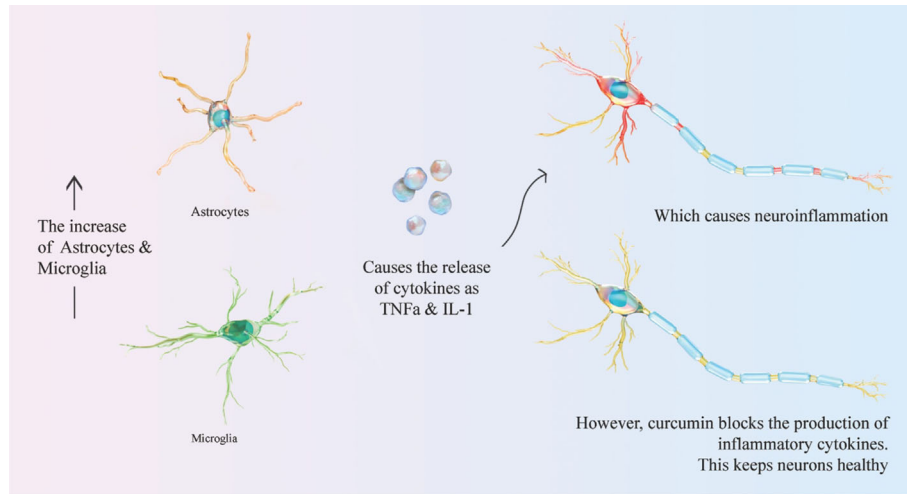 The increase
of Astrocytes &
Microglia
Astrocytes
Microglia
Causes the release
of cytokines as
TNFa & IL-1
Which causes neuroinflammation
However, curcumin blocks the production of
inflammatory cytokines.
This keeps neurons healthy